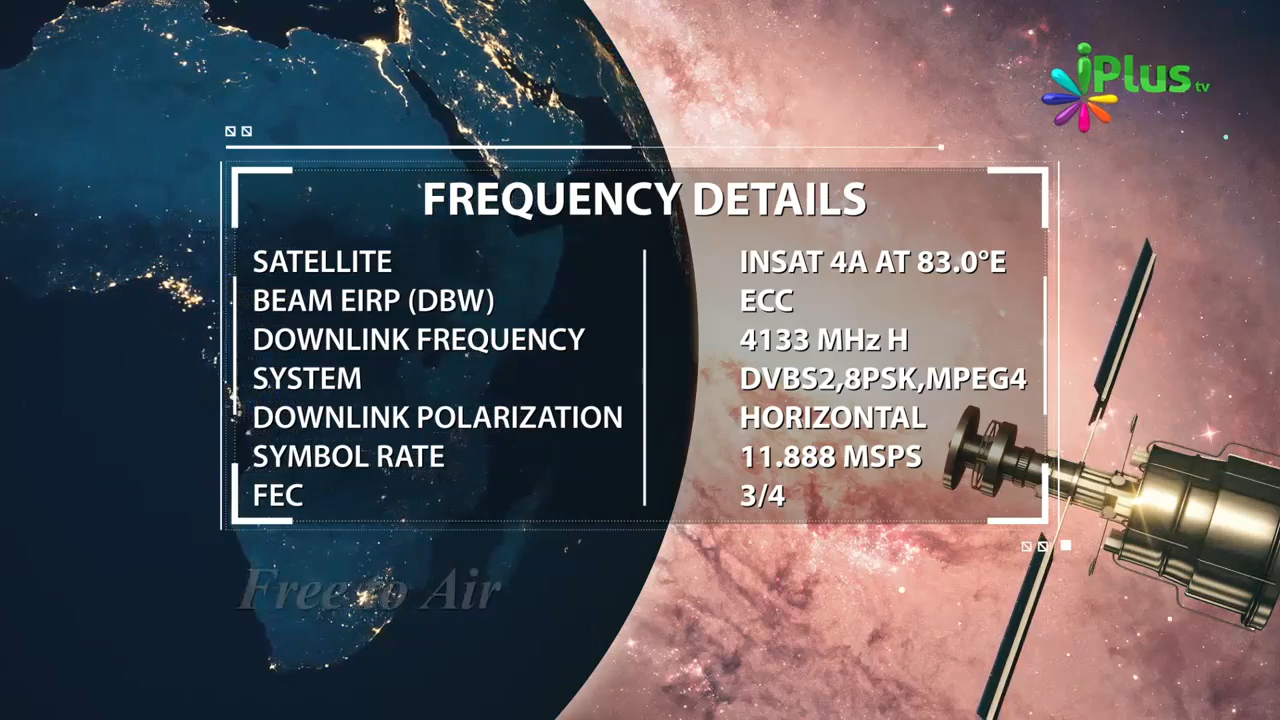 iPlus tv
FREQUENCY DETAILS
SATELLITE INSAT 4A AT 83.0°E
BEAM EIRP (DBW) ECC
DOWNLINK FREQUENCY 4133 MHz H
SYSTEM DVBS2,8PSK,MPEG4
DOWNLINK POLARIZATION HORIZONTAL
SYMBOL RATE 11.888 MSPS
FEC 3/4
Free to Air